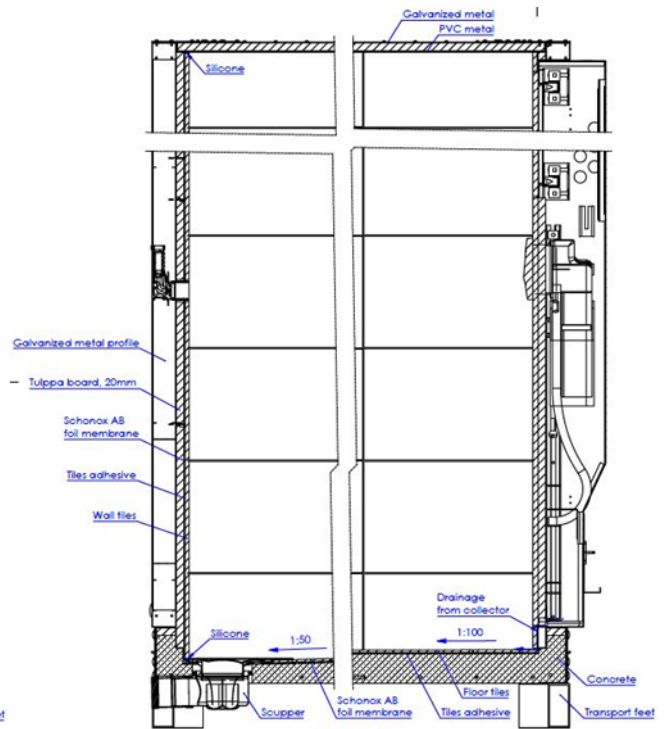 Galvanized metal
PVC metal
Silicone
Galvanized metal profile
Tulppa board, 20mm
Schonox AB
foil membrane
Tiles adhesive
Wall tiles
Drainage
from collector
Silicone
1:50
1:100
Concrete
Floor tiles
Schonox AB
foil membrane
Tiles adhesive
Scupper
Transport feet